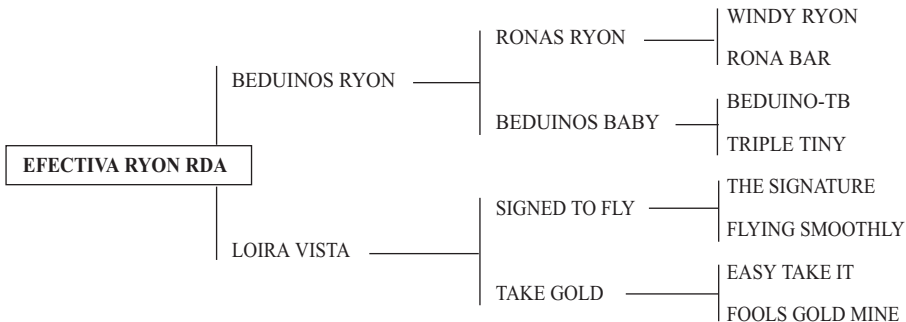 WINDY RYON
RONAS RYON
RONA BAR
BEDUINOS RYON
BEDUINO-TB
BEDUINOS BABY
TRIPLE TINY
EFECTIVA RYON RDA
THE SIGNATURE
SIGNED TO FLY
FLYING SMOOTHLY
LOIRA VISTA
EASY TAKE IT
TAKE GOLD
FOOLS GOLD MINE